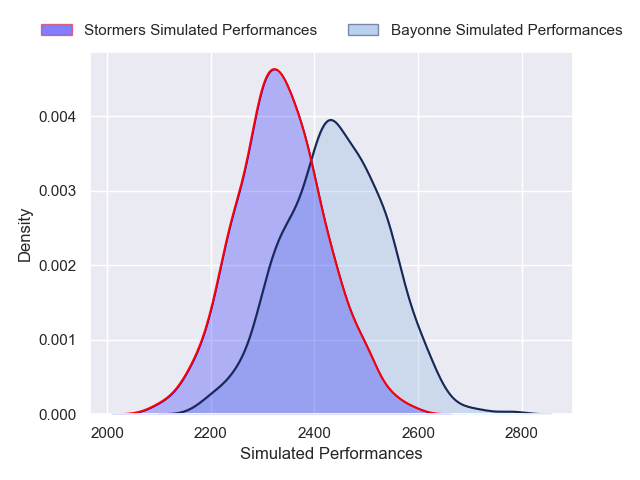 Stormers Simulated Performances Bayonne Simulated Performances
0.004
0.003
0.002
0.001
0.000
Density
2000 2200 2400 2600 2800
Simulated Performances